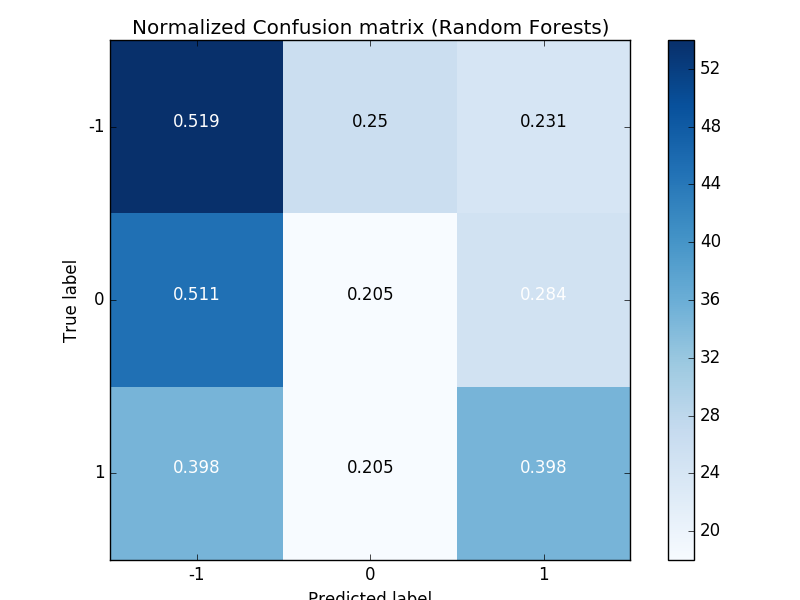 Normalized Confusion matrix (Random Forests)
-1 0.519 0.25 0.231
0 0.511 0.205 0.284
1 0.398 0.205 0.398
-1 0 1
True label
Predicted label
52
48
44
40
36
32
28
24
20